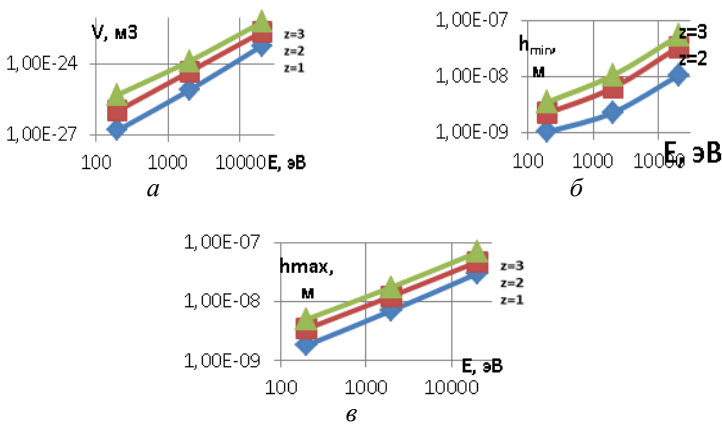 V, м3
1,00E-24
1,00E-27
100
1000
10000
E, эВ
z=3
z=2
z=1
а
1,00E-07
1,00E-08
1,00E-09
hmin,
м
z=3
z=2
100
1000
10000
E, эВ
б
1,00E-07
1,00E-08
1,00E-09
hmax,
м
z=3
z=2
z=1
100
1000
10000
E, эВ
в